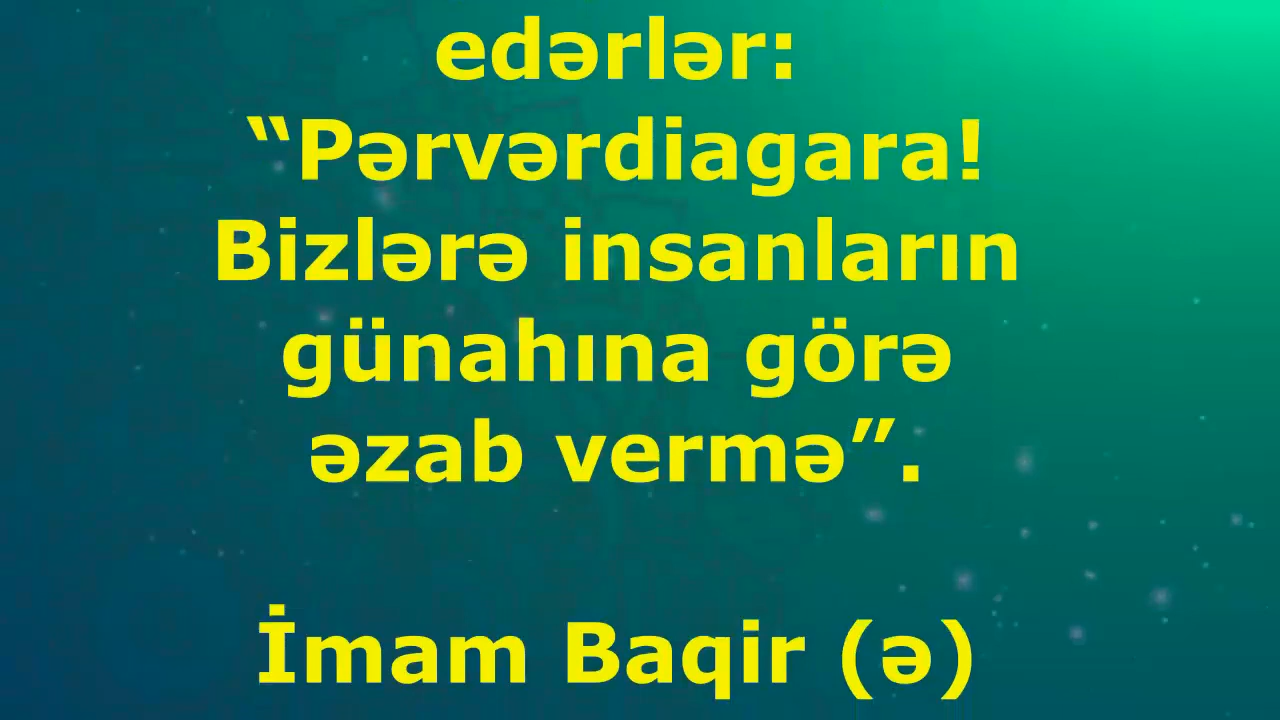 edərlər:
“Pərvərdiagara!
Bizlərə insanların
günahına görə
əzab vermə”.
İmam Baqir (ə)